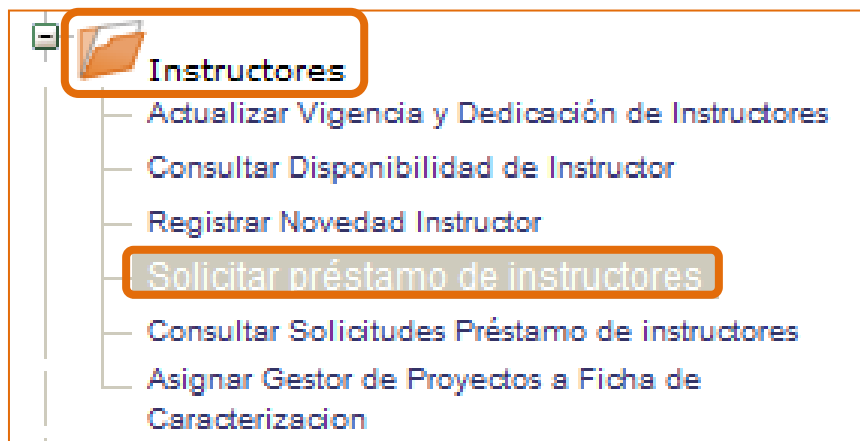 Instructores
Actualizar Vigencia y Dedicación de Instructores
Consultar Disponibilidad de Instructor
Registrar Novedad Instructor
Solicitar préstamo de instructores
Consultar Solicitudes Préstamo de instructores
Asignar Gestor de Proyectos a Ficha de
Caracterizacion